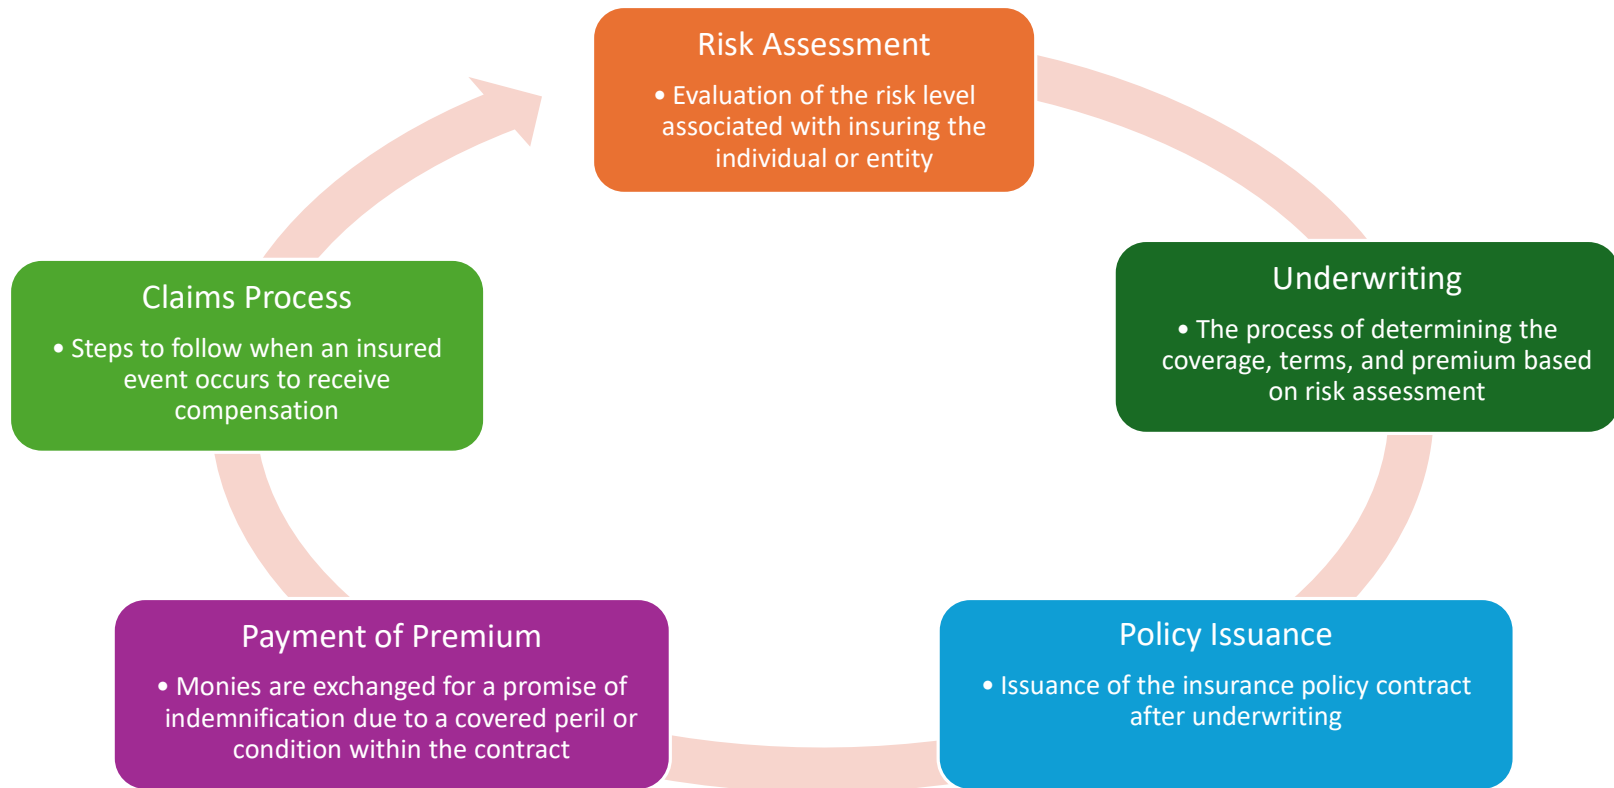 Risk Assessment
• Evaluation of the risk level
associated with insuring the
individual or entity
Underwriting
• The process of determining the
coverage, terms, and premium based
on risk assessment
Policy Issuance
• Issuance of the insurance policy contract
after underwriting
Payment of Premium
• Monies are exchanged for a promise of
indemnification due to a covered peril or
condition within the contract
Claims Process
• Steps to follow when an insured
event occurs to receive
compensation